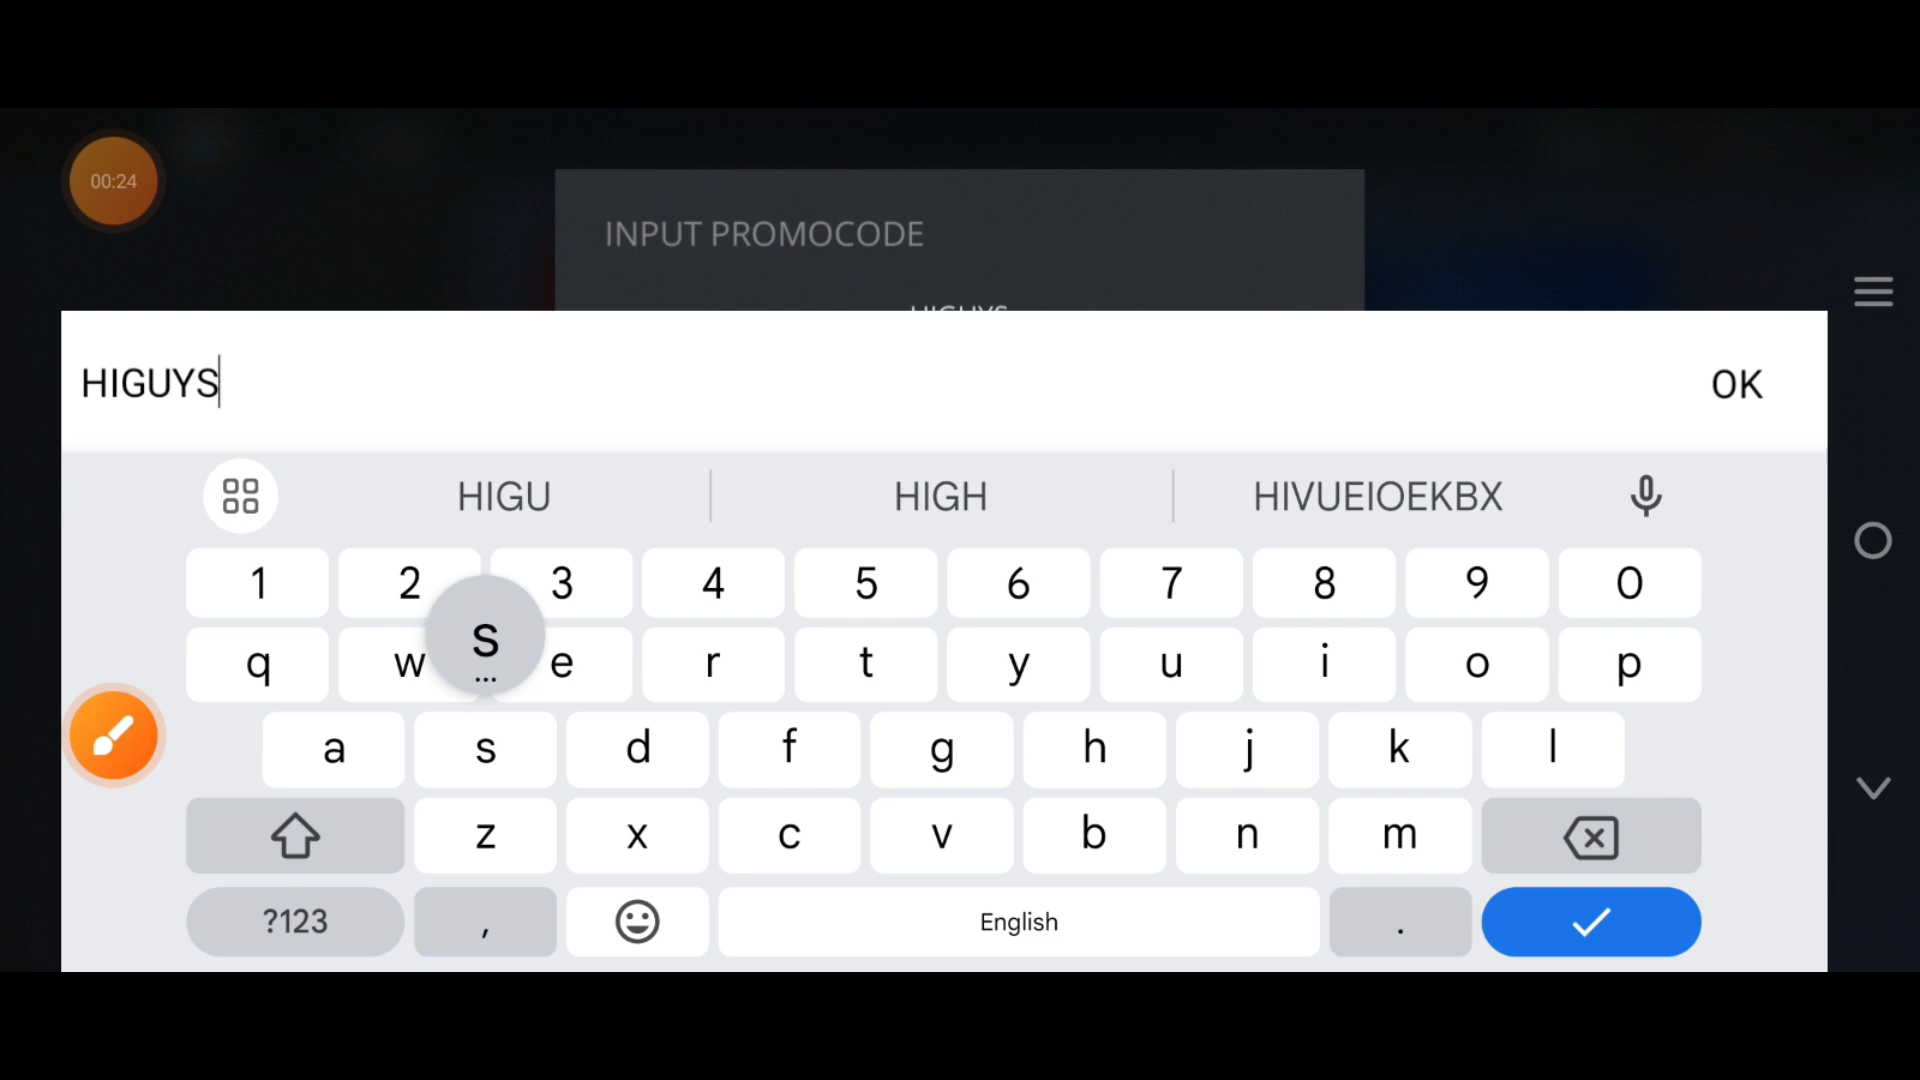 00:24
INPUT PROMOCODE
HIGUYS
HIGUYS OK
HIGU HIGH HIVUEIOEKBX
1 2 3 4 5 6 7 8 9 0
s
q w e r t y u i o p
a s d f g h j k l
z x c v b n m
?123 , English .